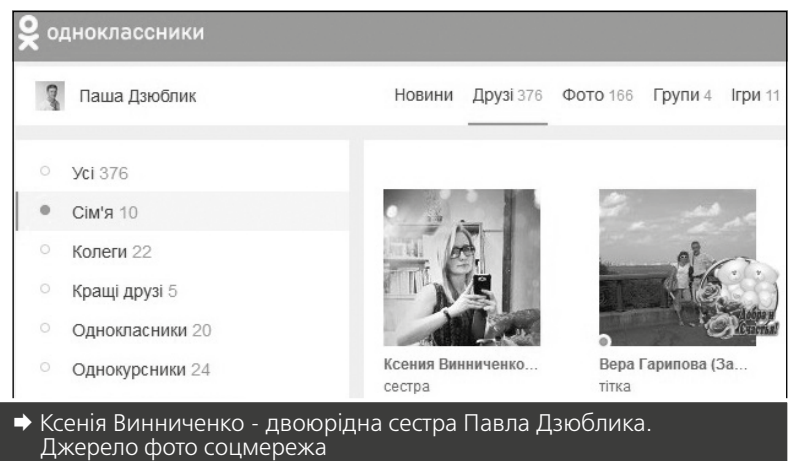 одноклассники
Паша Дзюблик
Новини Друзі 376 Фото 166 Групи 4 Ігри 11
Усі 376
Сім'я 10
Колеги 22
Кращі друзі 5
Однокласники 20
Однокурсники 24
Добра и
Счастья!
Ксения Винниченко...
сестра
Вера Гарипова (За...
тітка
Ксенія Винниченко - двоюрідна сестра Павла Дзюблика.
Джерело фото соцмережа